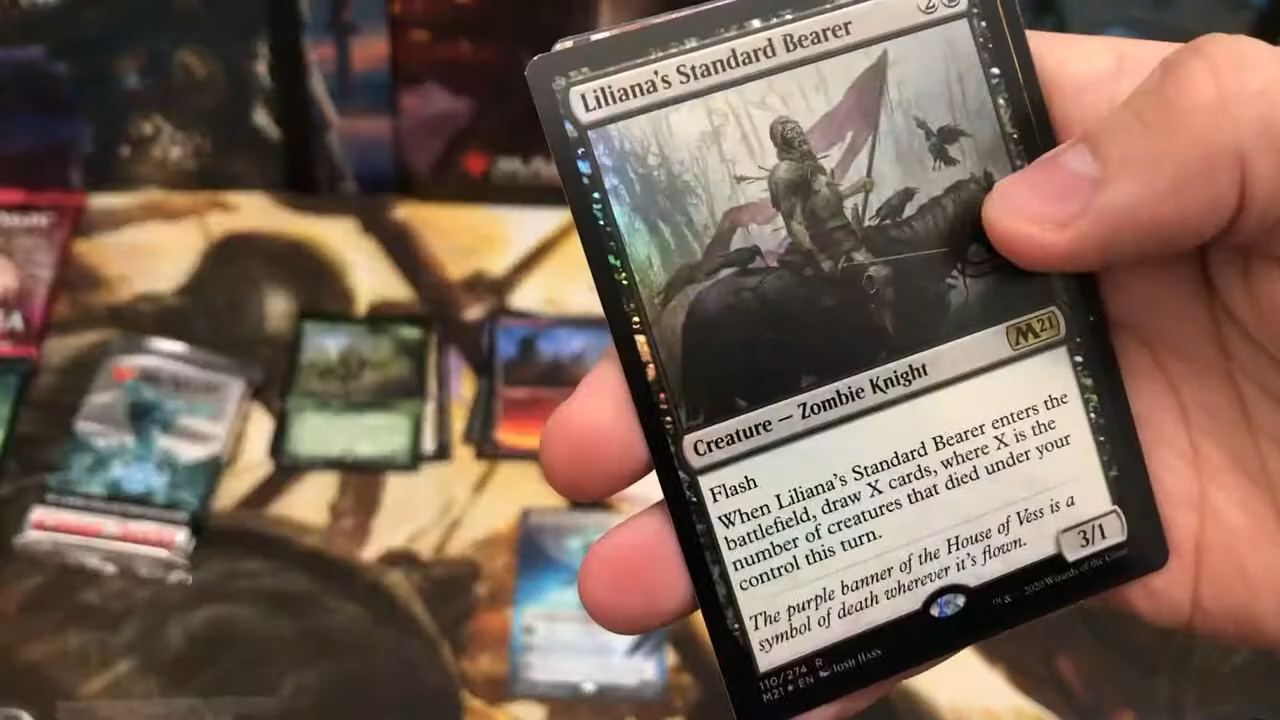 Liliana's Standard Bearer
2
M21
Creature — Zombie Knight
Flash
When Liliana's Standard Bearer enters the
battlefield, draw X cards, where X is the
number of creatures that died under your
control this turn.
The purple banner of the House of Vess is a
symbol of death wherever it's flown.
3/1
110/274 R
M21 ★ EN JOSH HASS
™ & 2020 Wizards of the Coast